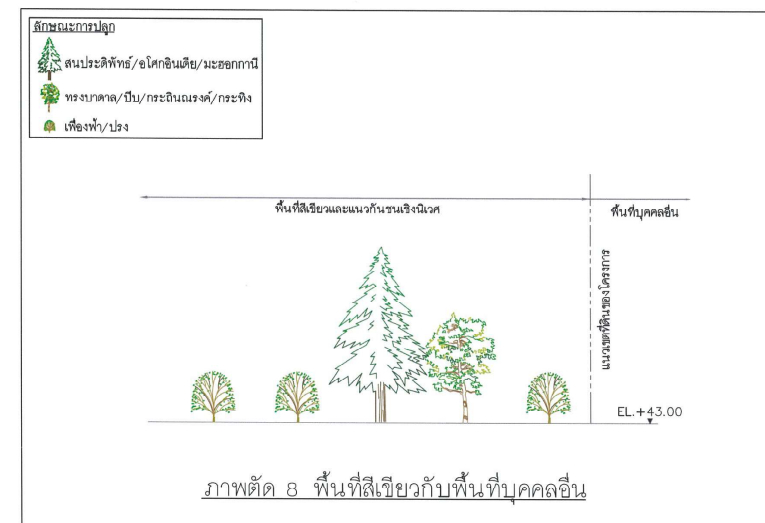 ลักษณะการปลูก
สนประดิพัทธ์/อโศกอินเดีย/มะฮอกกานี
ทรงบาดาล/ปีบ/กระถินณรงค์/กระทิง
เฟื่องฟ้า/ปรง
พื้นที่สีเขียวและแนวกันชนเชิงนิเวศ
พื้นที่บุคคลอื่น
แนวเขตที่ดินของโครงการ
EL.+43.00
ภาพตัด 8 พื้นที่สีเขียวกับพื้นที่บุคคลอื่น